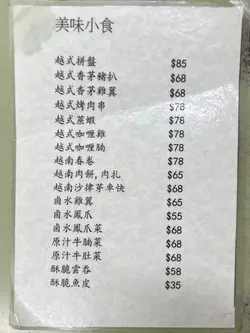 美味小食
越式拼盤 $85
越式香茅豬扒 $68
越式香茅雞翼 $68
越式烤肉串 $78
越式蒸蝦 $78
越式咖喱雞 $78
越式咖喱腩 $78
越南春卷 $78
越南肉餅,肉扎 $65
越南沙律芽車快 $68
鹵水雞翼 $65
鹵水鳳爪 $55
鹵水鳳爪菜 $68
原汁牛腩菜 $68
原汁牛肚菜 $68
酥脆雲吞 $58
酥脆魚皮 $35